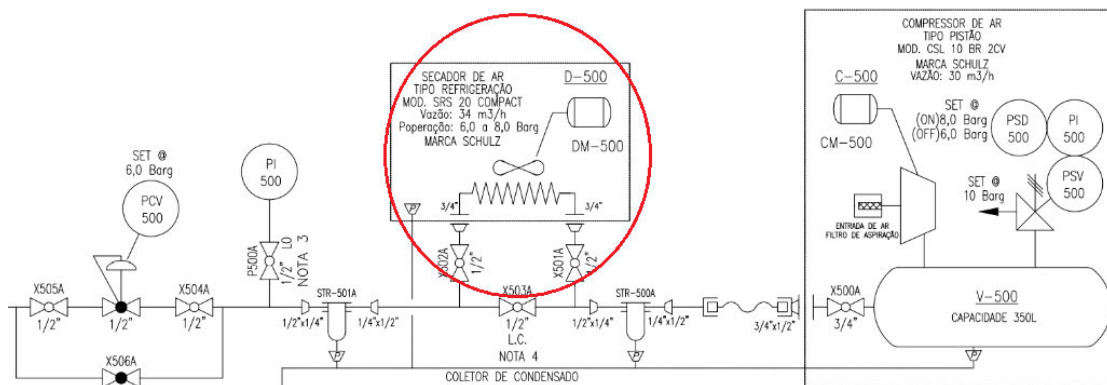 COMPRESSOR DE AR
TIPO PISTÃO
MOD. CSL 10 BR 2CV
MARCA SCHULZ
VAZÃO: 30 m3/h
C-500
CM-500
SET @
(ON)8,0 Barg
(OFF)6,0 Barg
PSD
500
PI
500
PSV
500
SET @
10 Barg
ENTRADA DE AR
FILTRO DE ASPIRAÇÃO
V-500
CAPACIDADE 350L
X500A
3/4"
P
SECADOR DE AR
TIPO REFRIGERAÇÃO
MOD. SRS 20 COMPACT
Vazão: 34 m3/h
Poperação: 6,0 a 8,0 Barg
MARCA SCHULZ
D-500
DM-500
3/4"
3/4"
P
X502A
1/2"
X501A
1/2"
SET @
6,0 Barg
PCV
500
PI
500
P500A
1/2" LO
NOTA 3
X505A
1/2"
1/2"
X504A
1/2"
X506A
1/2"x1/4"
STR-501A
1/4"x1/2"
P
X503A
1/2"
L.C.
NOTA 4
1/2"x1/4"
STR-500A
1/4"x1/2"
P
3/4"x1/2"
COLETOR DE CONDENSADO